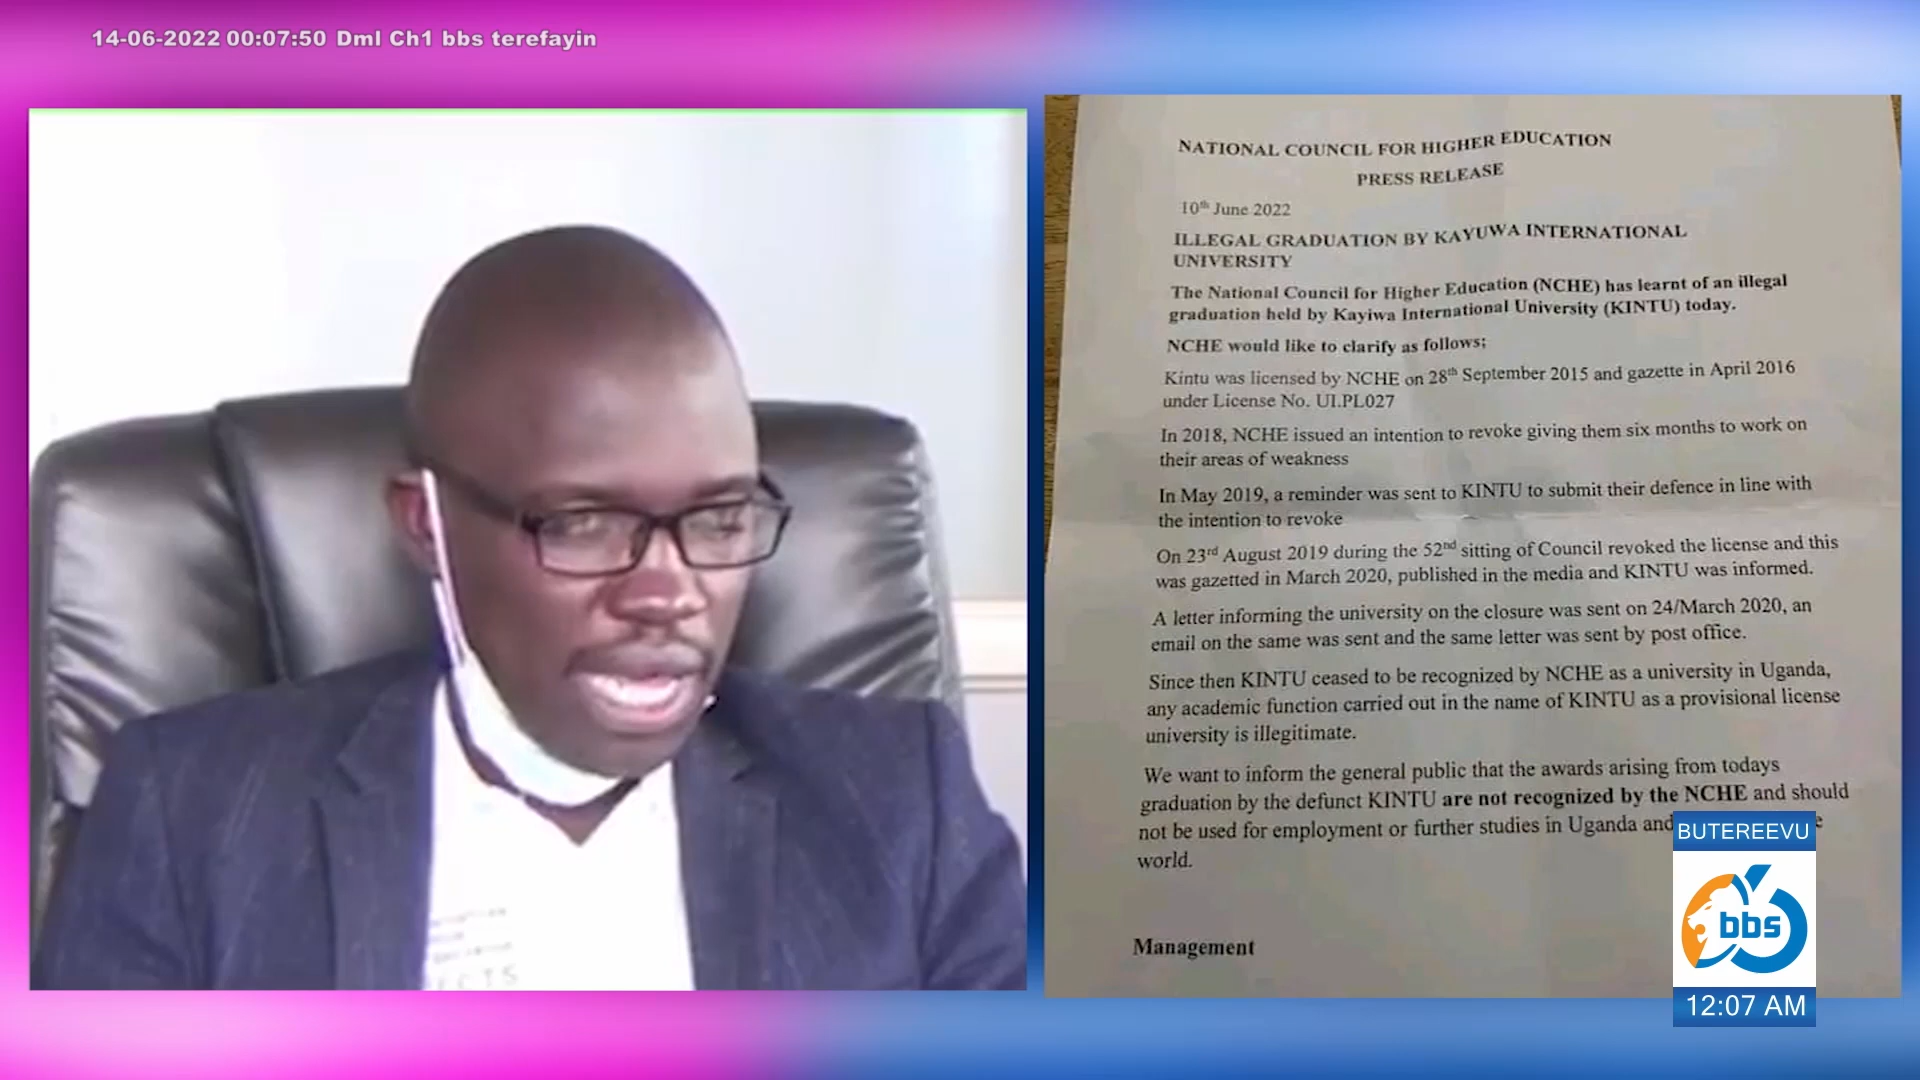 14-06-2022 00:07:50 Dml Ch1 bbs terefayin
NATIONAL COUNCIL FOR HIGHER EDUCATION
PRESS RELEASE
10th June 2022
ILLEGAL GRADUATION BY KAYUWA INTERNATIONAL
UNIVERSITY
The National Council for Higher Education (NCHE) has learnt of an illegal
graduation held by Kayiwa International University (KINTU) today.
NCHE would like to clarify as follows;
Kintu was licensed by NCHE on 28th September 2015 and gazette in April 2016
under License No. UI.PL027
In 2018, NCHE issued an intention to revoke giving them six months to work on
their areas of weakness
In May 2019, a reminder was sent to KINTU to submit their defence in line with
the intention to revoke
On 23rd August 2019 during the 52nd sitting of Council revoked the license and this
was gazetted in March 2020, published in the media and KINTU was informed.
A letter informing the university on the closure was sent on 24/March 2020, an
email on the same was sent and the same letter was sent by post office.
Since then KINTU ceased to be recognized by NCHE as a university in Uganda,
any academic function carried out in the name of KINTU as a provisional license
university is illegitimate.
We want to inform the general public that the awards arising from todays
graduation by the defunct KINTU are not recognized by the NCHE and should
not be used for employment or further studies in Uganda and
world.
Management
BUTEREEVU
bbs
12:07 AM